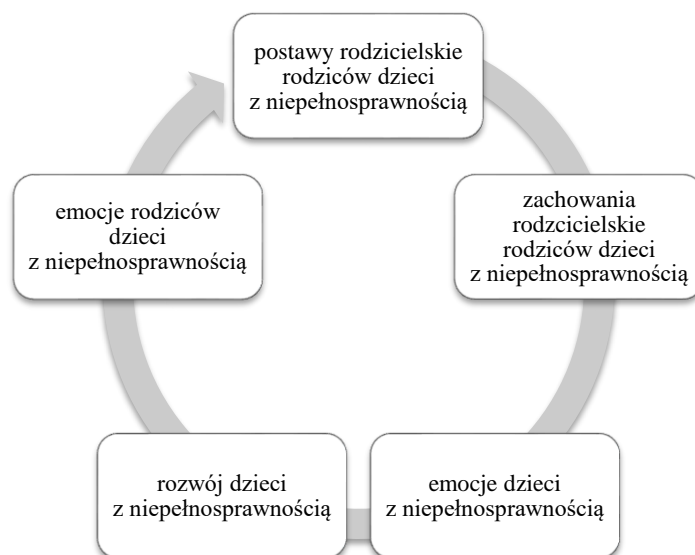 postawy rodzicielskie
rodziców dzieci
z niepełnosprawnością
zachowania
rodzcicielskie
rodziców dzieci
z niepełnosprawnością
emocje dzieci
z niepełnosprawnością
rozwój dzieci
z niepełnosprawnością
emocje rodziców
dzieci
z niepełnosprawnością